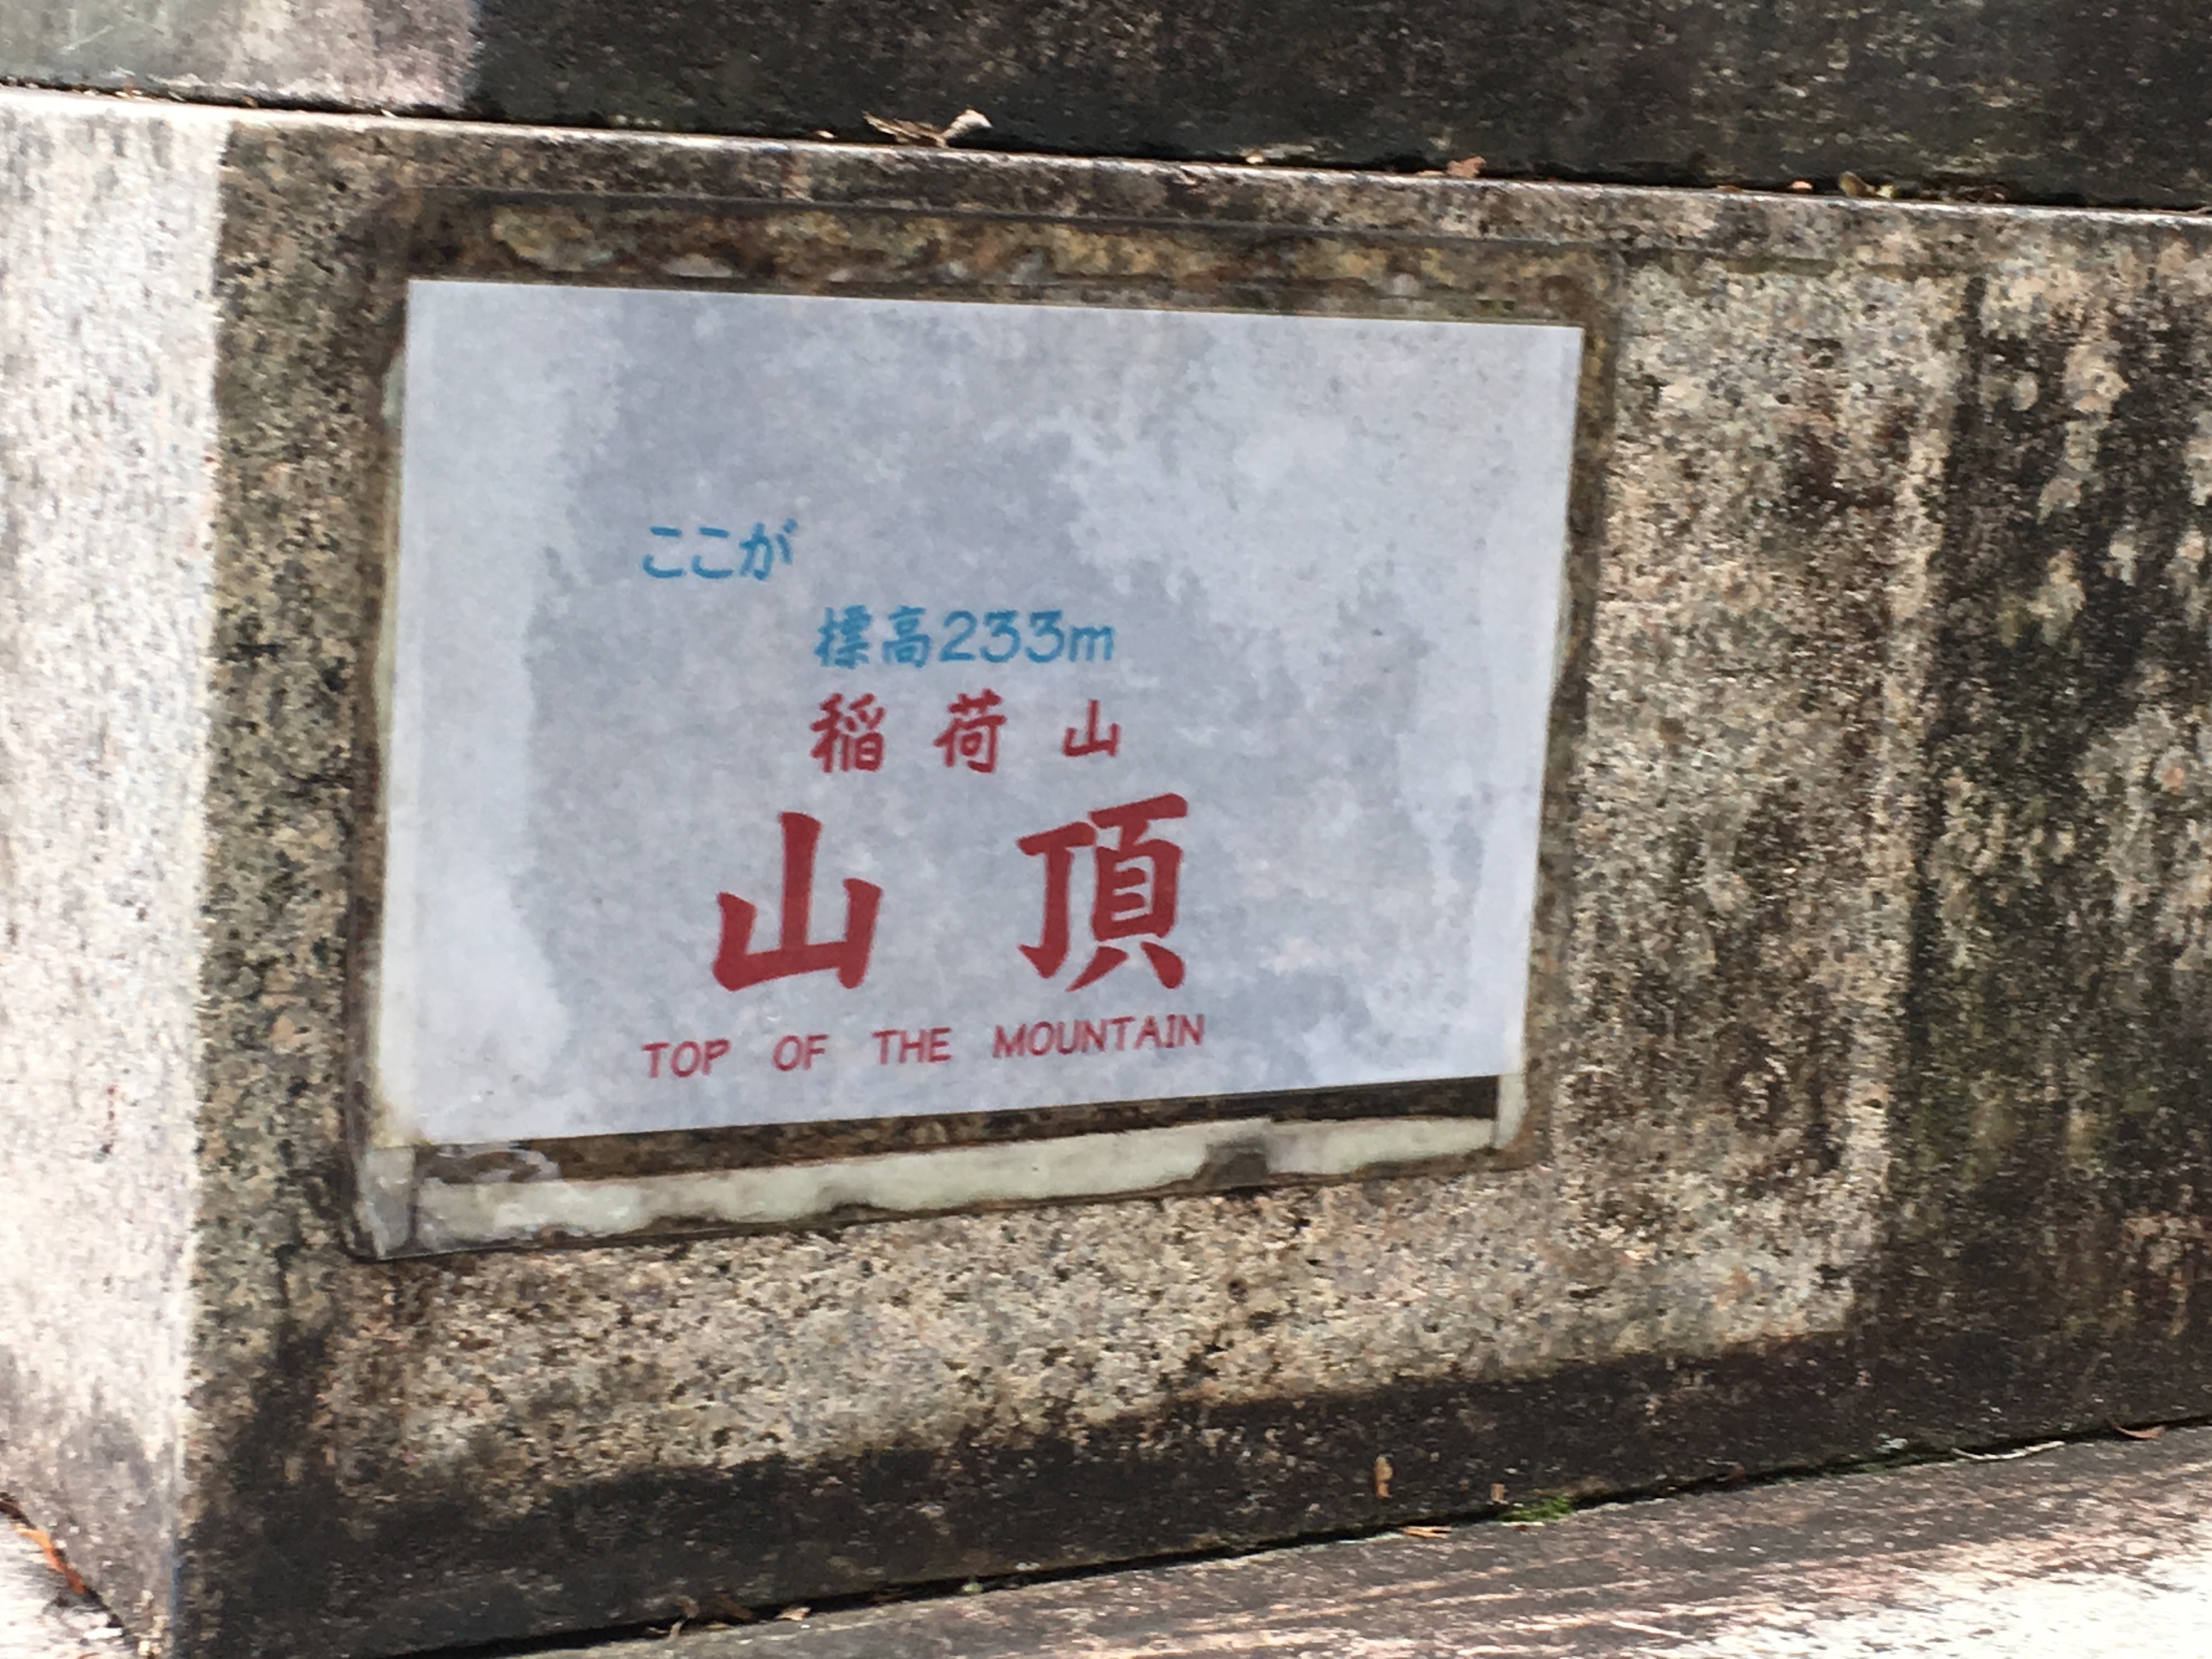 ここが
標高233m
稲荷山
山頂
TOP OF THE MOUNTAIN